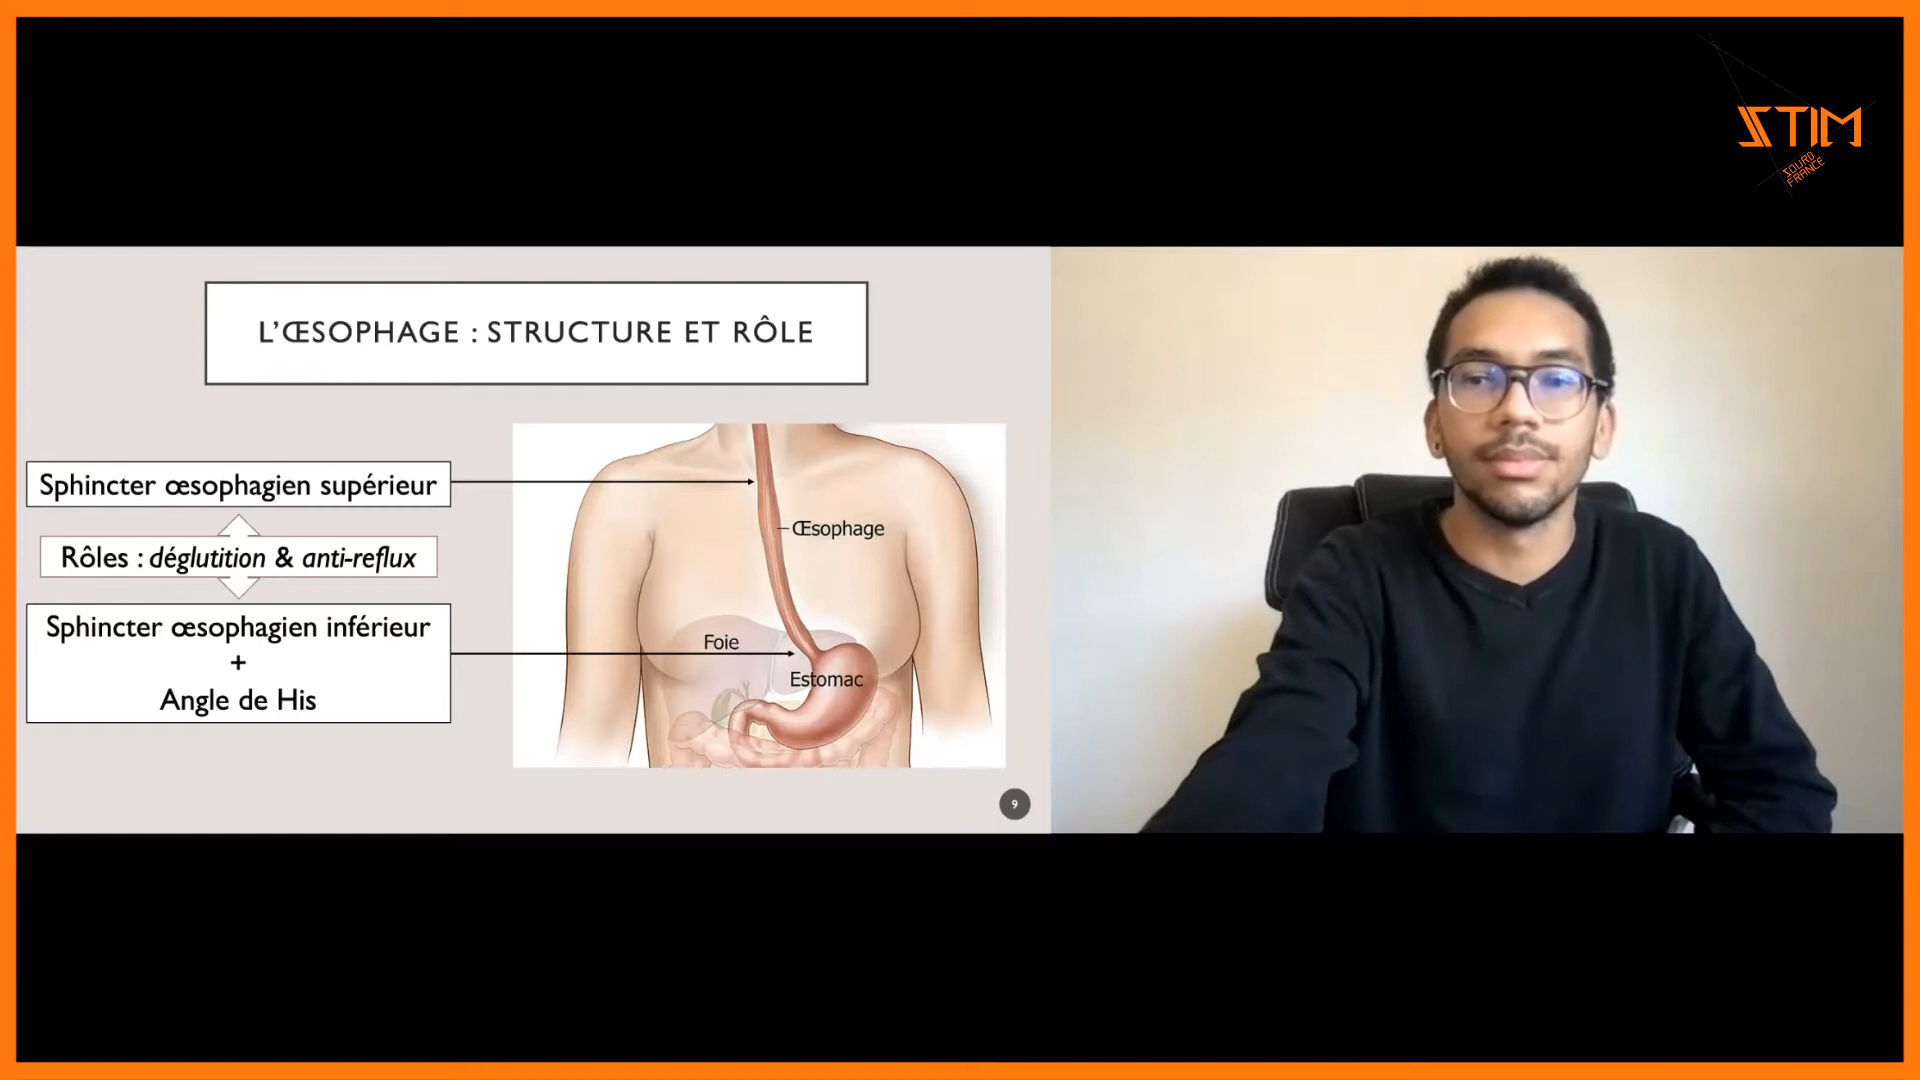 STIM
SOURD
FRANCE
L'ŒSOPHAGE : STRUCTURE ET RÔLE
Sphincter œsophagien supérieur
Rôles : déglutition & anti-reflux
Sphincter œsophagien inférieur
+
Angle de His
Œsophage
Foie
Estomac
9